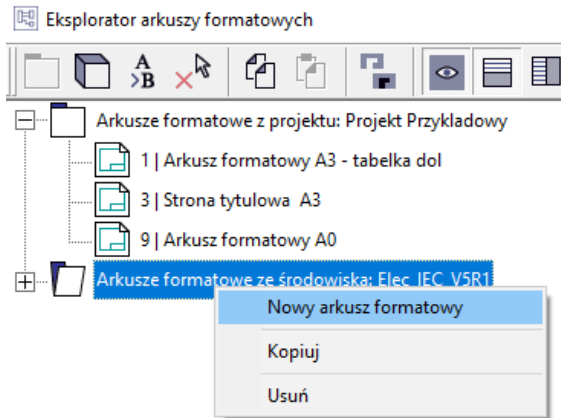 Eksplorator arkuszy formatowych
A
>B
Arkusze formatowe z projektu: Projekt Przykladowy
1 | Arkusz formatowy A3 - tabelka dol
3 | Strona tytulowa  A3
9 | Arkusz formatowy A0
Arkusze formatowe ze środowiska: Elec_IEC_V5R1
Nowy arkusz formatowy
Kopiuj
Usuń